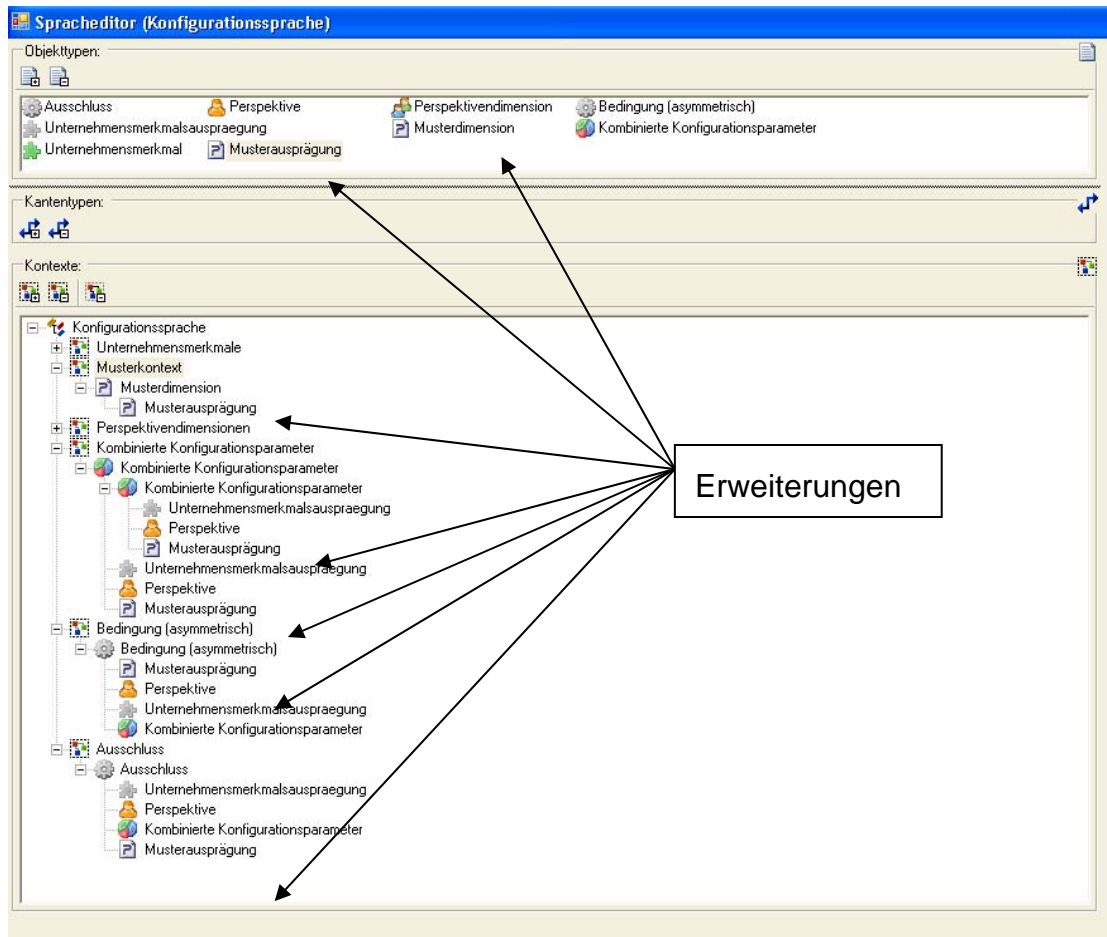 Spracheditor (Konfigurationssprache)
Objekttypen:
Ausschluss Perspektive Perspektivendimension Bedingung (asymmetrisch)
Unternehmensmerkmalsauspraegung Musterdimension Kombinierte Konfigurationsparameter
Unternehmensmerkmal Musterausprägung
Kantentypen:
Kontexte:
Konfigurationssprache
Unternehmensmerkmale
Musterkontext
Musterdimension
Musterausprägung
Perspektivendimensionen
Kombinierte Konfigurationsparameter
Kombinierte Konfigurationsparameter
Kombinierte Konfigurationsparameter
Unternehmensmerkmalsauspraegung
Perspektive
Musterausprägung
Unternehmensmerkmalsauspraegung
Perspektive
Musterausprägung
Bedingung (asymmetrisch)
Bedingung (asymmetrisch)
Musterausprägung
Perspektive
Unternehmensmerkmalsauspraegung
Kombinierte Konfigurationsparameter
Ausschluss
Ausschluss
Unternehmensmerkmalsauspraegung
Perspektive
Kombinierte Konfigurationsparameter
Musterausprägung
Erweiterungen